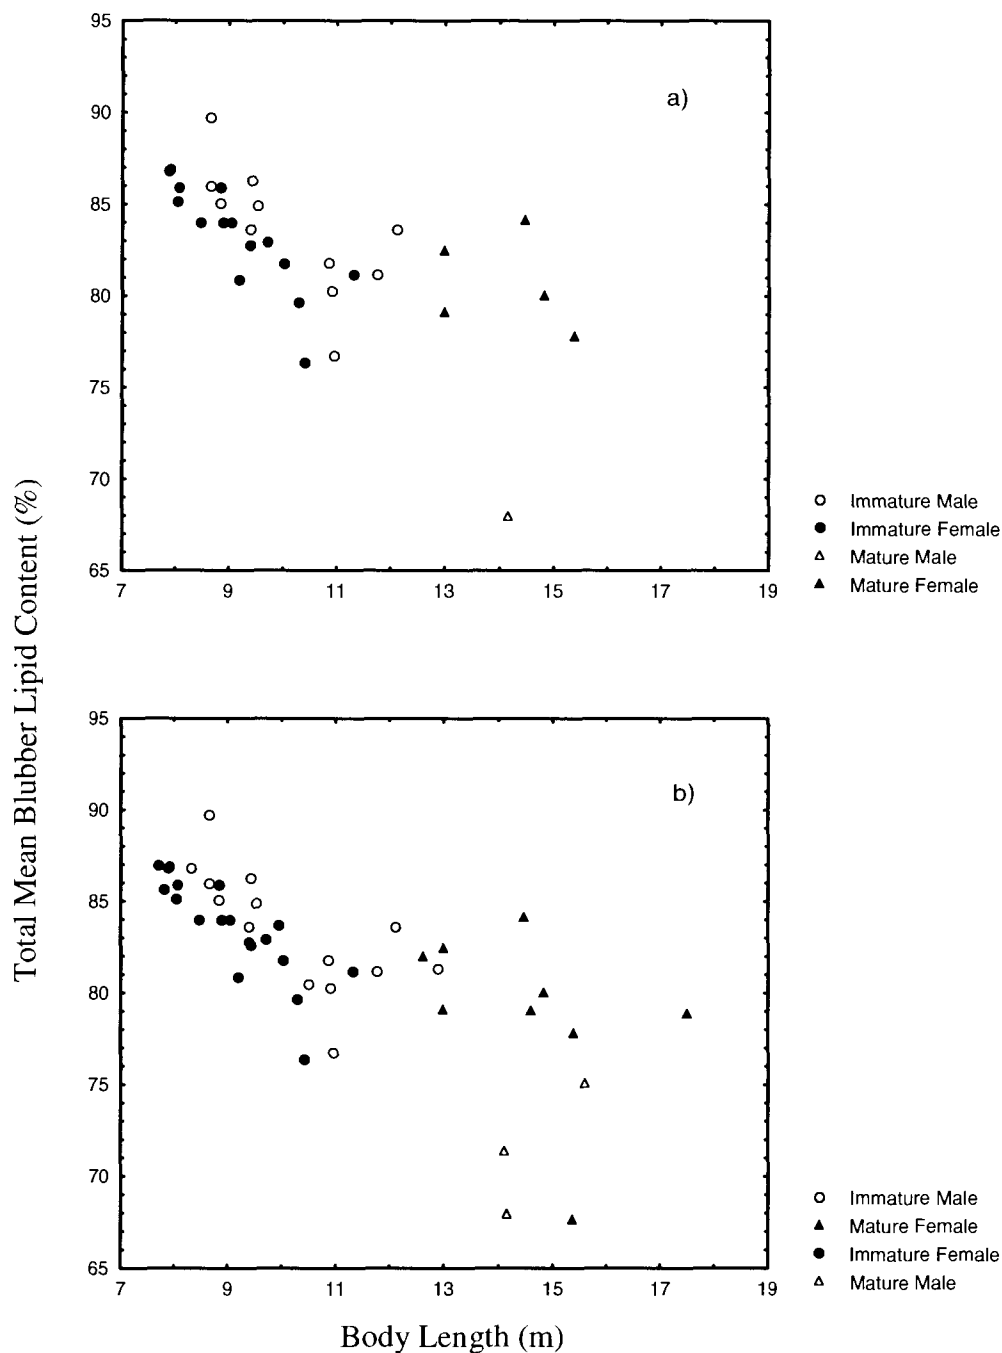 Total Mean Blubber Lipid Content (%)
95
90
85
80
75
70
65
a)
7 9 11 13 15 17 19
Immature Male
Immature Female
Mature Male
Mature Female
95
90
85
80
75
70
65
b)
7 9 11 13 15 17 19
Immature Male
Mature Female
Immature Female
Mature Male
Body Length (m)